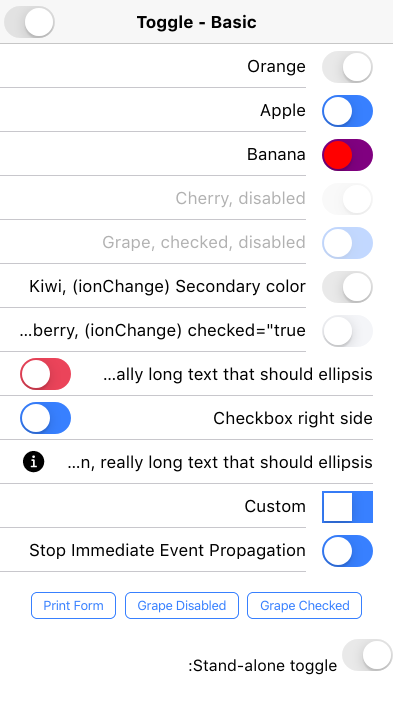 Toggle - Basic
Orange
Apple
Banana
Cherry, disabled
Grape, checked, disabled
Kiwi, (ionChange) Secondary color
...berry, (ionChange) checked="true
...ally long text that should ellipsis
Checkbox right side
...n, really long text that should ellipsis
Custom
Stop Immediate Event Propagation
Print Form Grape Disabled Grape Checked
:Stand-alone toggle